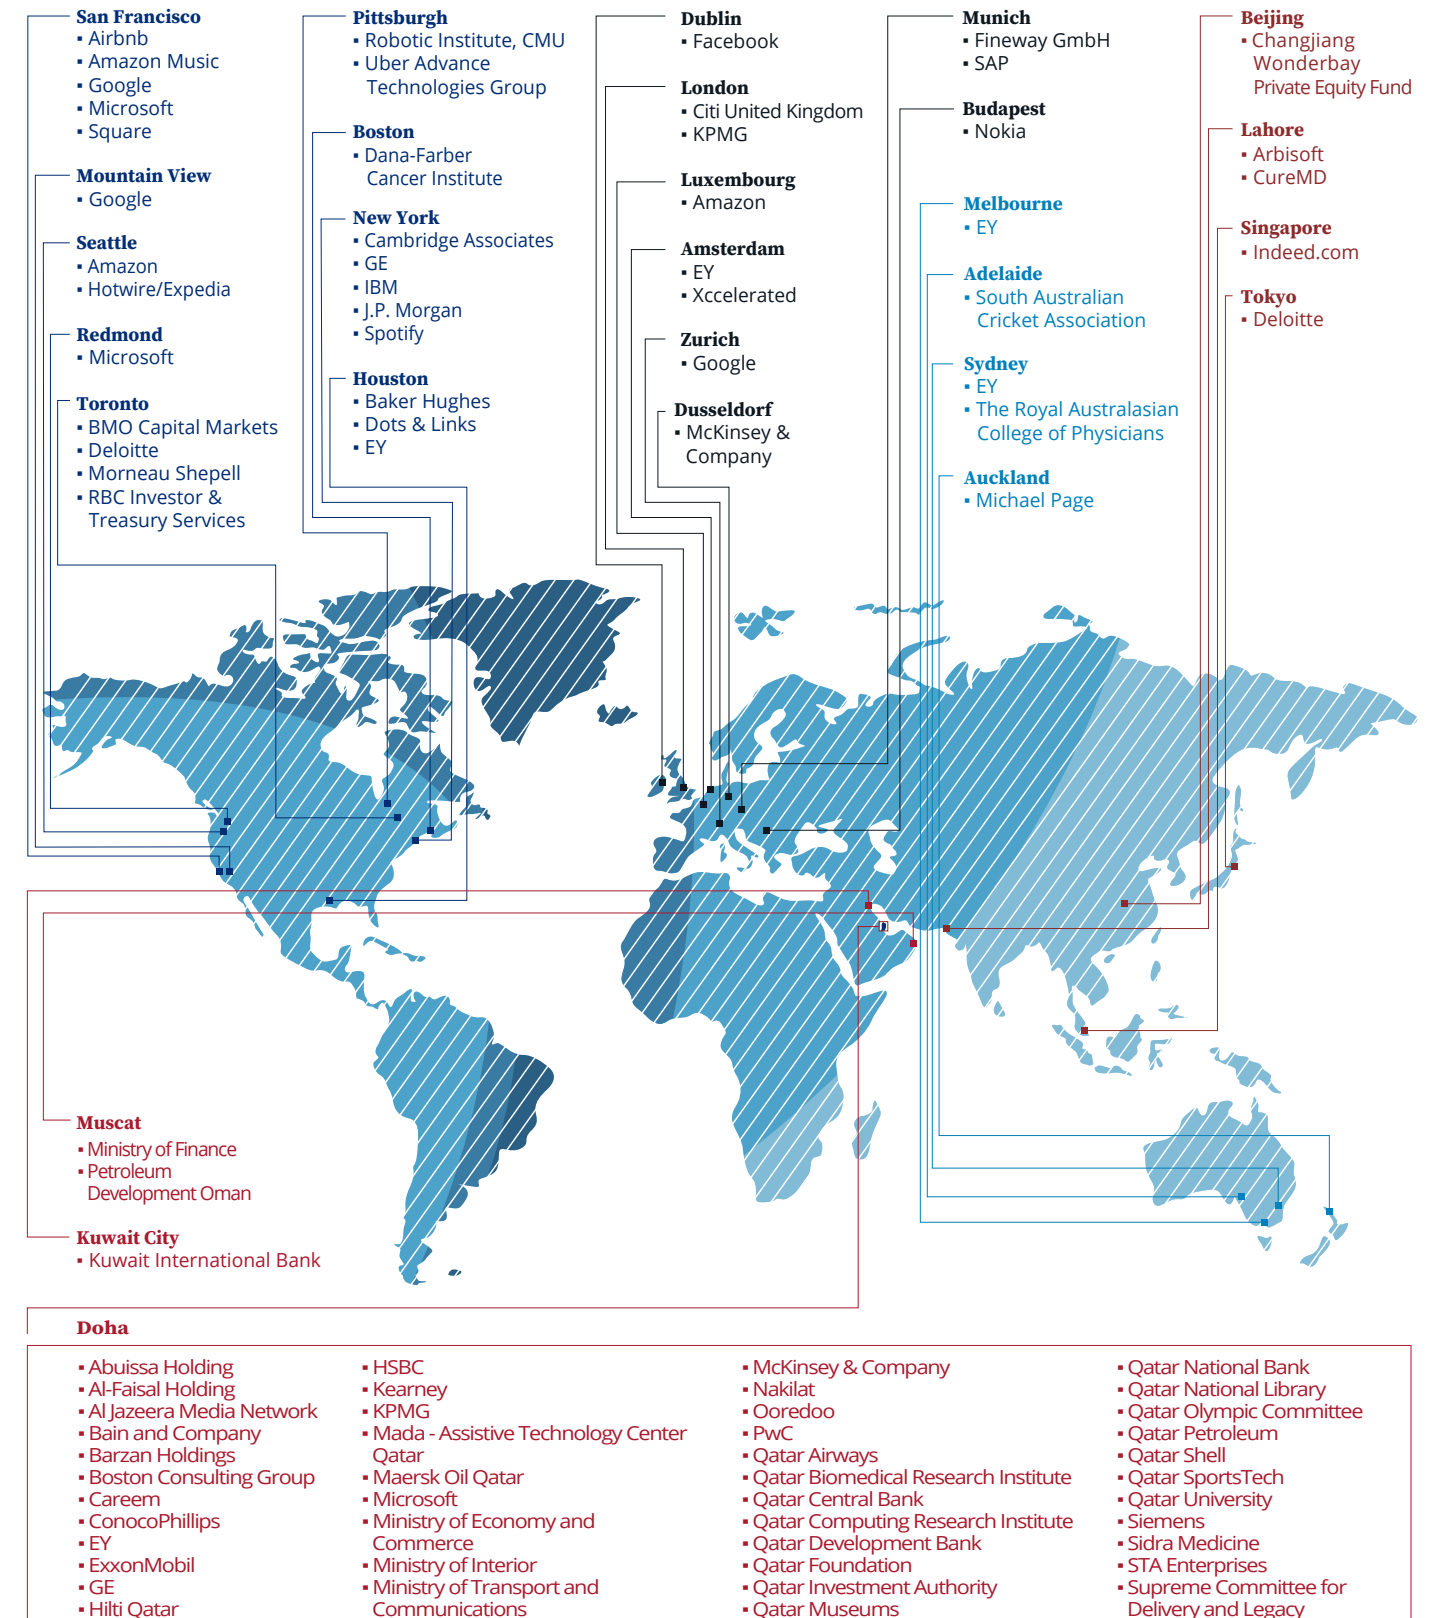 San Francisco
▪ Airbnb
▪ Amazon Music
▪ Google
▪ Microsoft
▪ Square
Mountain View
▪ Google
Seattle
▪ Amazon
▪ Hotwire/Expedia
Redmond
▪ Microsoft
Toronto
▪ BMO Capital Markets
▪ Deloitte
▪ Morneau Shepell
▪ RBC Investor &
Treasury Services
Pittsburgh
▪ Robotic Institute, CMU
▪ Uber Advance
Technologies Group
Boston
▪ Dana-Farber
Cancer Institute
New York
▪ Cambridge Associates
▪ GE
▪ IBM
▪ J.P. Morgan
▪ Spotify
Houston
▪ Baker Hughes
▪ Dots & Links
▪ EY
Dublin
▪ Facebook
London
▪ Citi United Kingdom
▪ KPMG
Luxembourg
▪ Amazon
Amsterdam
▪ EY
▪ Xccelerated
Zurich
▪ Google
Dusseldorf
▪ McKinsey &
Company
Munich
▪ Fineway GmbH
▪ SAP
Budapest
▪ Nokia
Melbourne
▪ EY
Adelaide
▪ South Australian
Cricket Association
Sydney
▪ EY
▪ The Royal Australasian
College of Physicians
Auckland
▪ Michael Page
Beijing
▪ Changjiang
Wonderbay
Private Equity Fund
Lahore
▪ Arbisoft
▪ CureMD
Singapore
▪ Indeed.com
Tokyo
▪ Deloitte
Muscat
▪ Ministry of Finance
▪ Petroleum
Development Oman
Kuwait City
▪ Kuwait International Bank
Doha
▪ Abuissa Holding
▪ Al-Faisal Holding
▪ Al Jazeera Media Network
▪ Bain and Company
▪ Barzan Holdings
▪ Boston Consulting Group
▪ Careem
▪ ConocoPhillips
▪ EY
▪ ExxonMobil
▪ GE
▪ Hilti Qatar
▪ HSBC
▪ Kearney
▪ KPMG
▪ Mada - Assistive Technology Center
Qatar
▪ Maersk Oil Qatar
▪ Microsoft
▪ Ministry of Economy and
Commerce
▪ Ministry of Interior
▪ Ministry of Transport and
Communications
▪ McKinsey & Company
▪ Nakilat
▪ Ooredoo
▪ PwC
▪ Qatar Airways
▪ Qatar Biomedical Research Institute
▪ Qatar Central Bank
▪ Qatar Computing Research Institute
▪ Qatar Development Bank
▪ Qatar Foundation
▪ Qatar Investment Authority
▪ Qatar Museums
▪ Qatar National Bank
▪ Qatar National Library
▪ Qatar Olympic Committee
▪ Qatar Petroleum
▪ Qatar Shell
▪ Qatar SportsTech
▪ Qatar University
▪ Siemens
▪ Sidra Medicine
▪ STA Enterprises
▪ Supreme Committee for
Delivery and Legacy